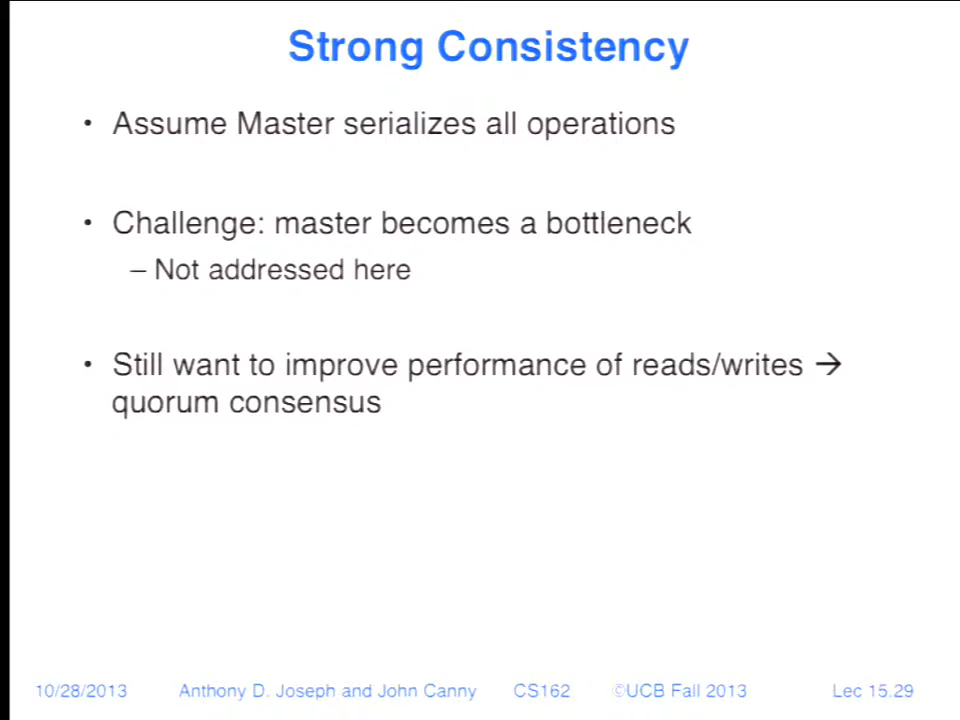 Strong Consistency
• Assume Master serializes all operations
• Challenge: master becomes a bottleneck
– Not addressed here
• Still want to improve performance of reads/writes →
quorum consensus
10/28/2013 Anthony D. Joseph and John Canny CS162 ©UCB Fall 2013 Lec 15.29